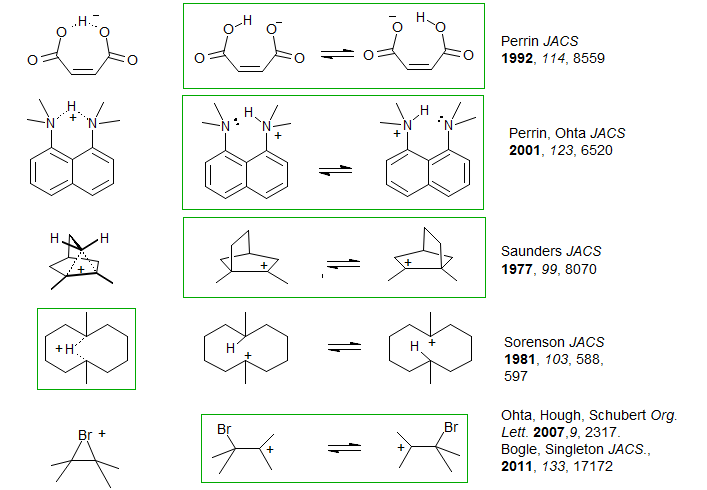 H −
O O
O O
O H O−
O O
− O H O
O O
Perrin JACS
1992, 114, 8559
H
N + N
N : H N +
N + H : N
Perrin, Ohta JACS
2001, 123, 6520
H H
+
+
+
Saunders JACS
1977, 99, 8070
+ H
H
+
H +
Sorenson JACS
1981, 103, 588,
597
Br +
Br
+
Br
+
Ohta, Hough, Schubert Org.
Lett. 2007,9, 2317.
Bogle, Singleton JACS.,
2011, 133, 17172